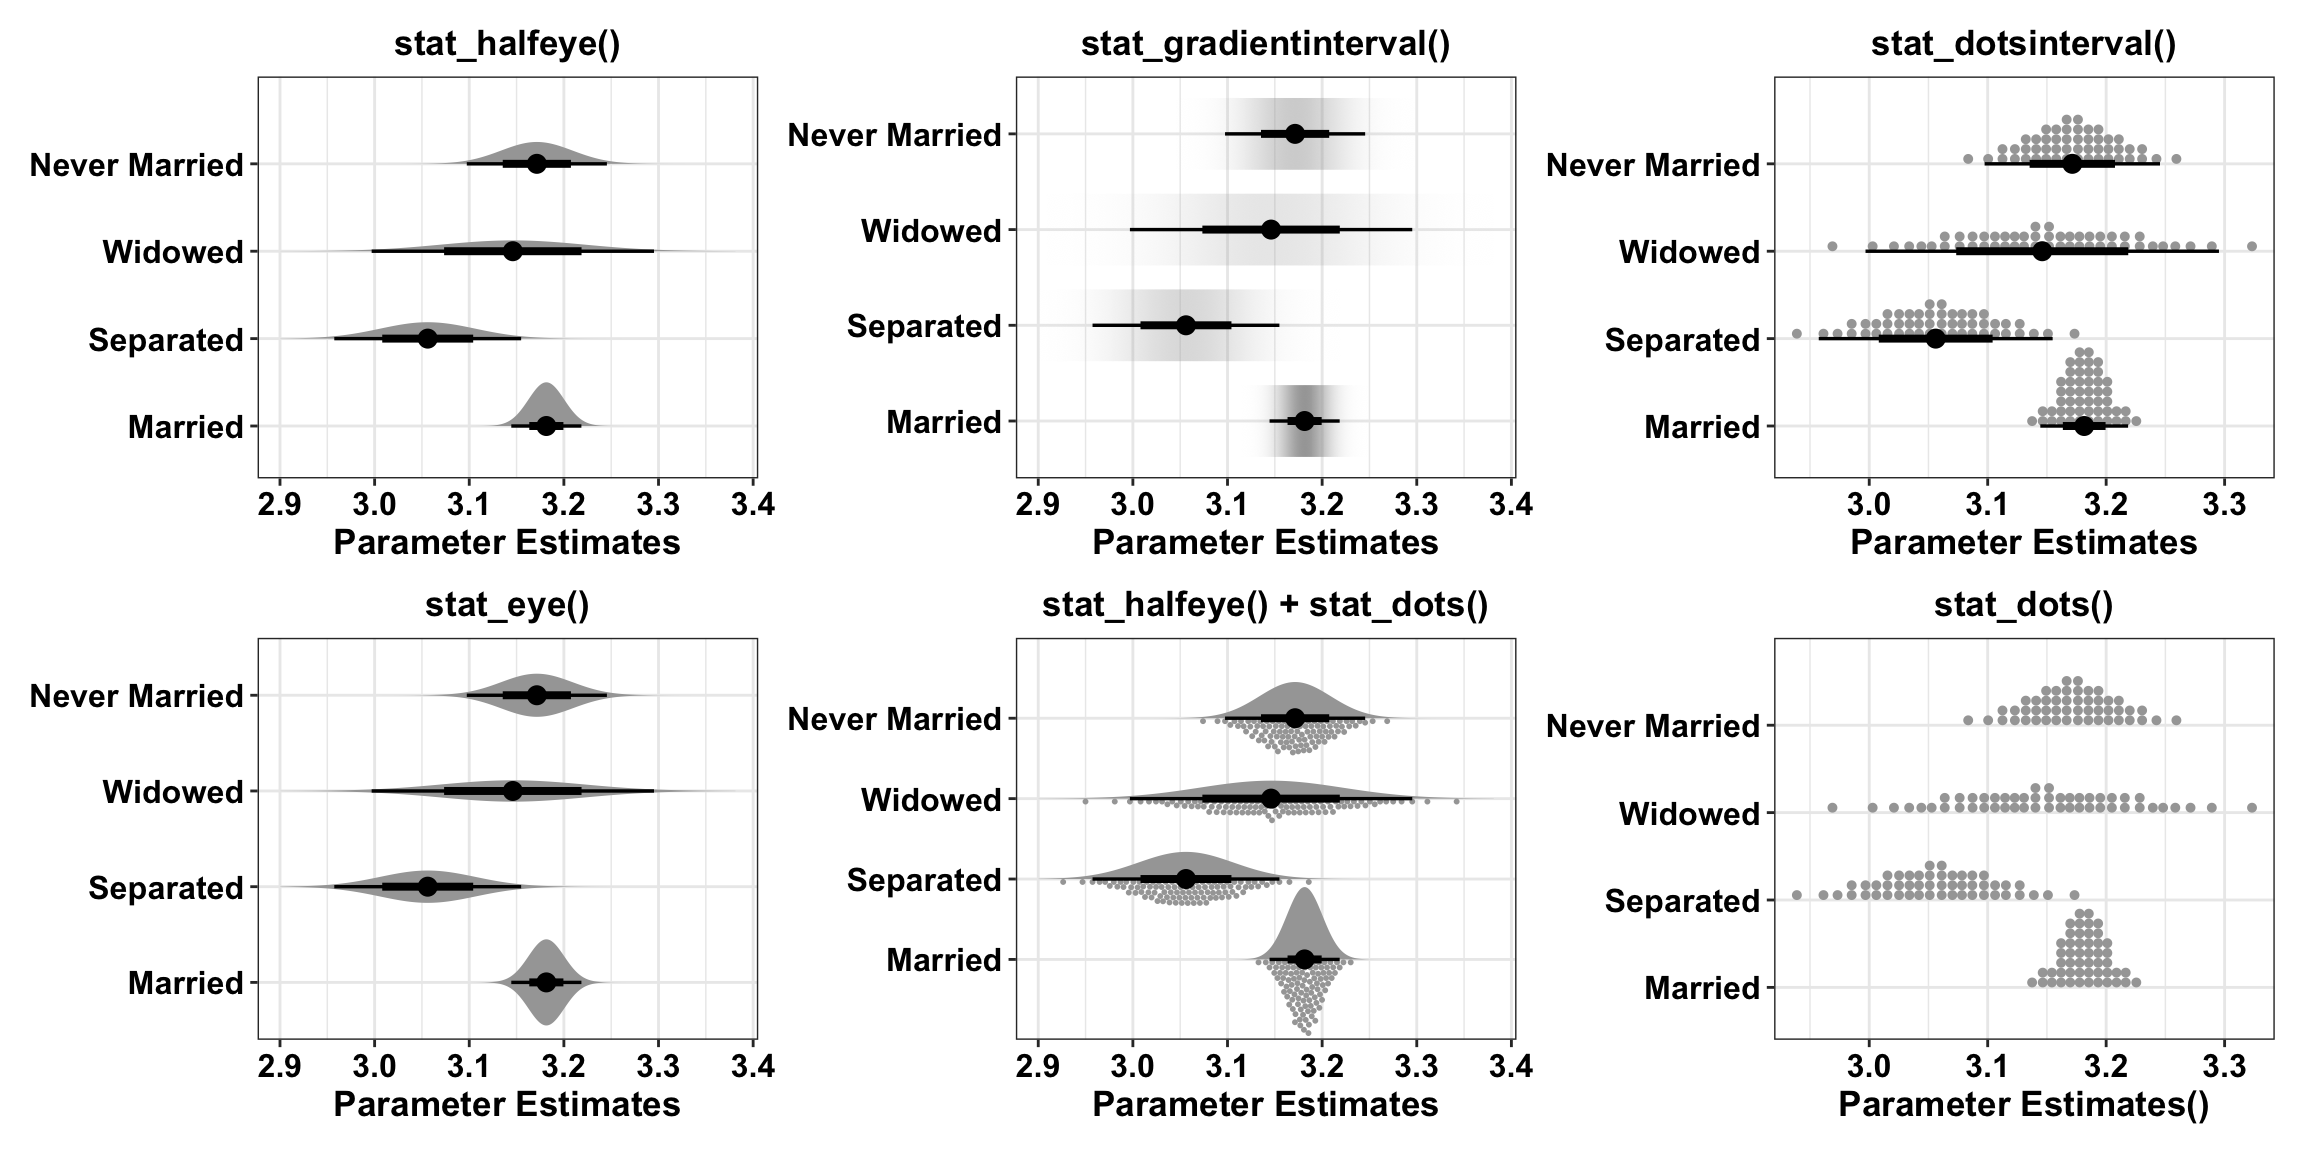 stat_halfeye()
Never Married
Widowed
Separated
Married
2.9 3.0 3.1 3.2 3.3 3.4
Parameter Estimates
stat_gradientinterval()
Never Married
Widowed
Separated
Married
2.9 3.0 3.1 3.2 3.3 3.4
Parameter Estimates
stat_dotsinterval()
Never Married
Widowed
Separated
Married
3.0 3.1 3.2 3.3
Parameter Estimates
stat_eye()
Never Married
Widowed
Separated
Married
2.9 3.0 3.1 3.2 3.3 3.4
Parameter Estimates
stat_halfeye() + stat_dots()
Never Married
Widowed
Separated
Married
2.9 3.0 3.1 3.2 3.3 3.4
Parameter Estimates
stat_dots()
Never Married
Widowed
Separated
Married
3.0 3.1 3.2 3.3
Parameter Estimates()